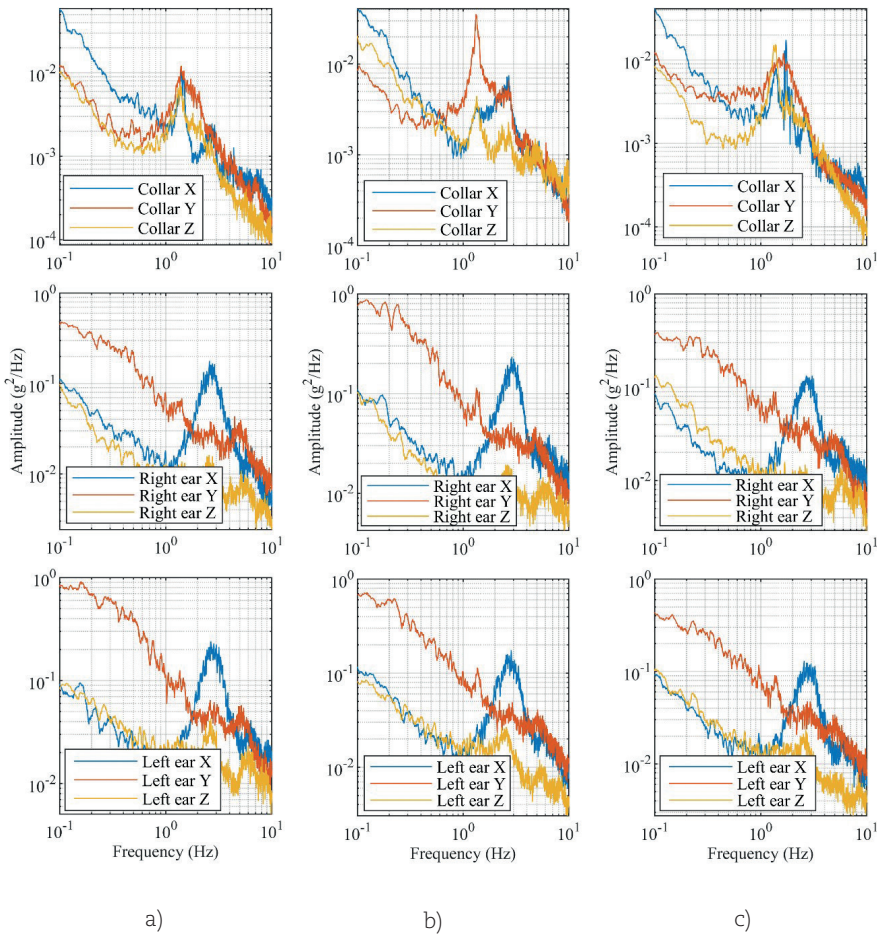 10^-2
10^-3
10^-4
Collar X
Collar Y
Collar Z
10^-1
10^0
10^1
10^-2
10^-3
10^-4
Collar X
Collar Y
Collar Z
10^-1
10^0
10^1
10^-2
10^-3
10^-4
Collar X
Collar Y
Collar Z
10^-1
10^0
10^1
Amplitude (g^2/Hz)
10^0
10^-1
10^-2
Right ear X
Right ear Y
Right ear Z
10^-1
10^0
10^1
Amplitude (g^2/Hz)
10^0
10^-1
10^-2
Right ear X
Right ear Y
Right ear Z
10^-1
10^0
10^1
Amplitude (g^2/Hz)
10^0
10^-1
10^-2
Right ear X
Right ear Y
Right ear Z
10^-1
10^0
10^1
10^0
10^-1
10^-2
Left ear X
Left ear Y
Left ear Z
10^-1
10^0
10^1
Frequency (Hz)
10^0
10^-1
10^-2
Left ear X
Left ear Y
Left ear Z
10^-1
10^0
10^1
Frequency (Hz)
10^0
10^-1
10^-2
Left ear X
Left ear Y
Left ear Z
10^-1
10^0
10^1
Frequency (Hz)
a)
b)
c)